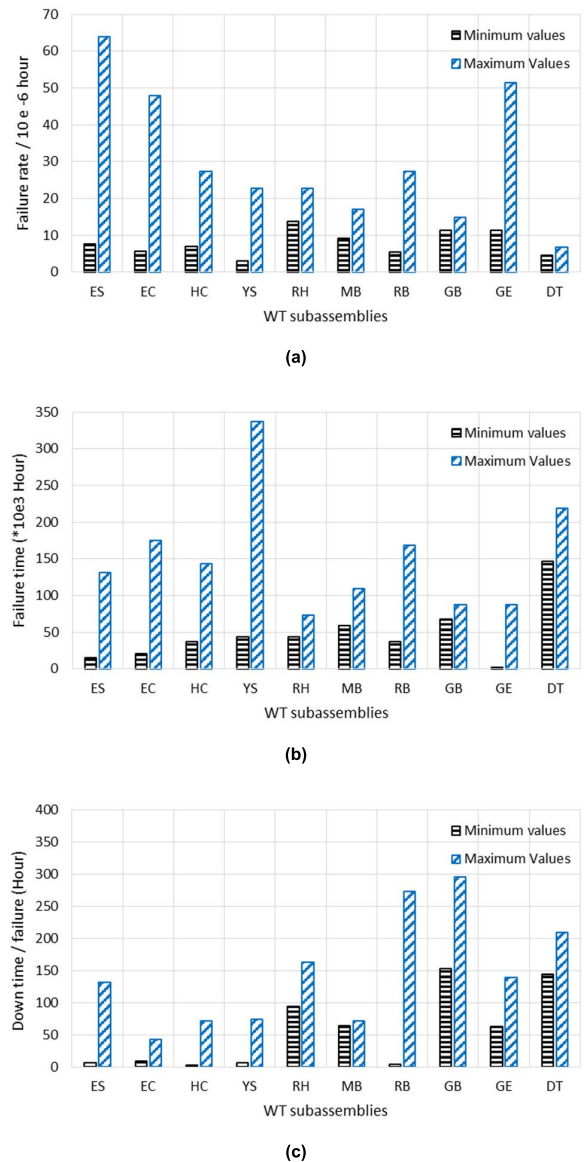 70
60
50
40
30
20
10
0
Failure rate / 10 e -6 hour
Minimum values
Maximum Values
ES EC HC YS RH MB RB GB GE DT
WT subassemblies
(a)
350
300
250
200
150
100
50
0
Failure time (*10e3 Hour)
Minimum values
Maximum Values
ES EC HC YS RH MB RB GB GE DT
WT subassemblies
(b)
400
350
300
250
200
150
100
50
0
Down time / failure (Hour)
Minimum values
Maximum Values
ES EC HC YS RH MB RB GB GE DT
WT subassemblies
(c)